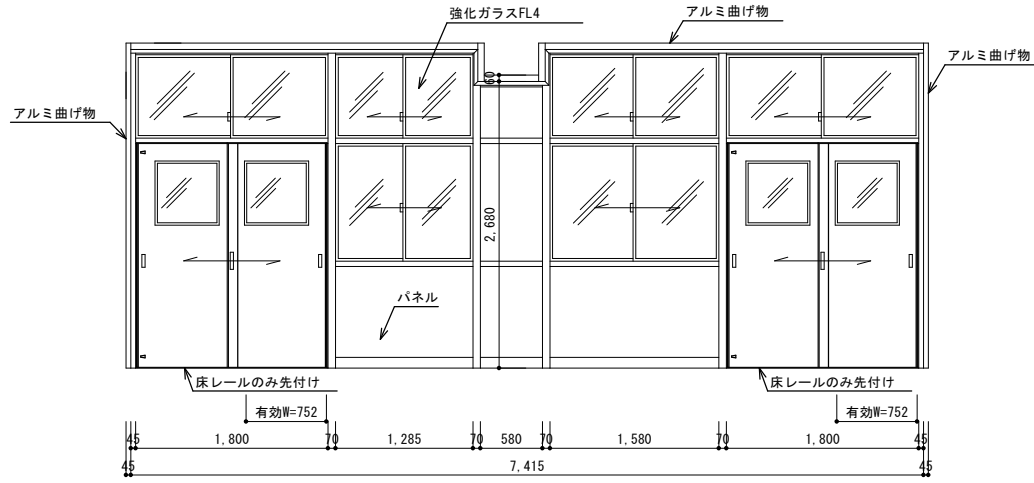 強化ガラスFL4
アルミ曲げ物
アルミ曲げ物
アルミ曲げ物
60
2,680
パネル
床レールのみ先付け
床レールのみ先付け
有効W=752
有効W=752
45
1,800
70
1,285
70
580
70
1,580
70
1,800
45
45
7,415
45